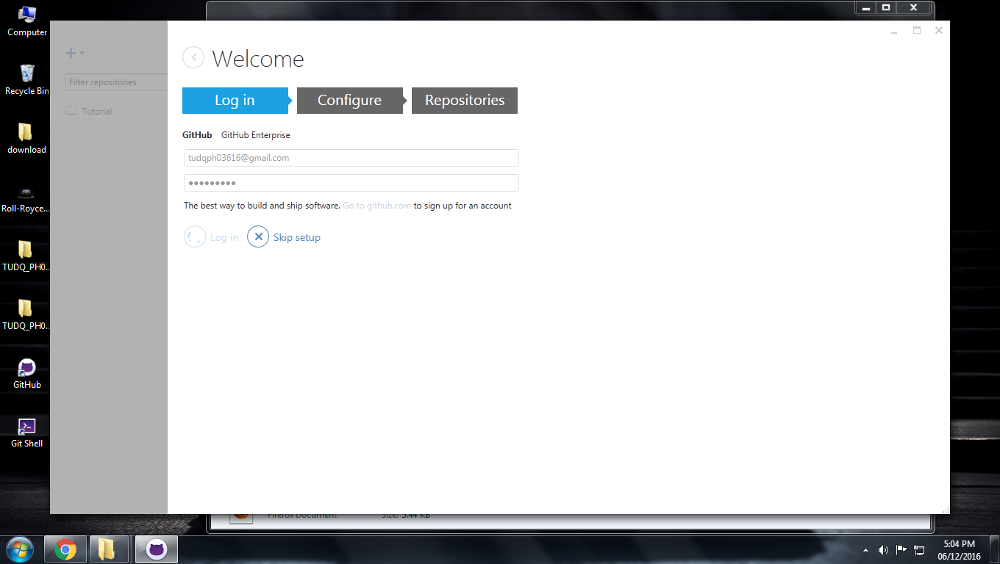 Computer
Recycle Bin
download
Roll-Royce...
TUDQ_PH0...
TUDQ_PH0...
GitHub
Git Shell
Filter repositories
Tutorial
Welcome
Log in
Configure
Repositories
GitHub GitHub Enterprise
tudqph03616@gmail.com
●●●●●●●●●
The best way to build and ship software. Go to github.com to sign up for an account
Log in
Skip setup
Firefox Document
Size: 5.44 KB
5:04 PM
06/12/2016